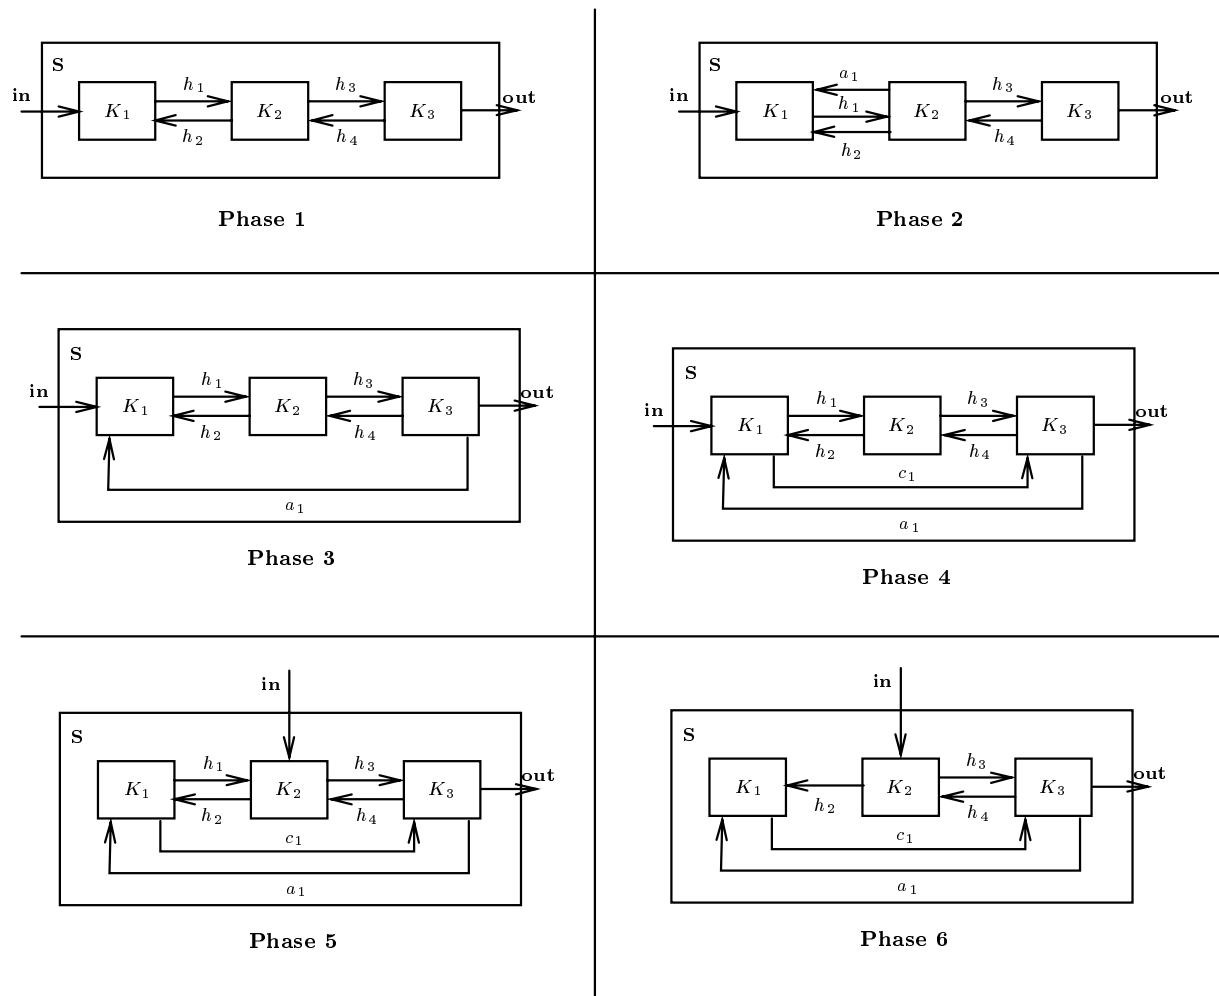 S
in h₁ h₃ out
K₁ K₂ K₃
h₂ h₄
Phase 1
S
in a₁ h₃ out
h₁
K₁ K₂ K₃
h₂ h₄
Phase 2
S
in h₁ h₃ out
K₁ K₂ K₃
h₂ h₄
a₁
Phase 3
S
in h₁ h₃ out
K₁ K₂ K₃
h₂ h₄
c₁
a₁
Phase 4
in
S
h₁ h₃ out
K₁ K₂ K₃
h₂ h₄
c₁
a₁
Phase 5
in
S
h₃ out
K₁ K₂ K₃
h₂ h₄
c₁
a₁
Phase 6